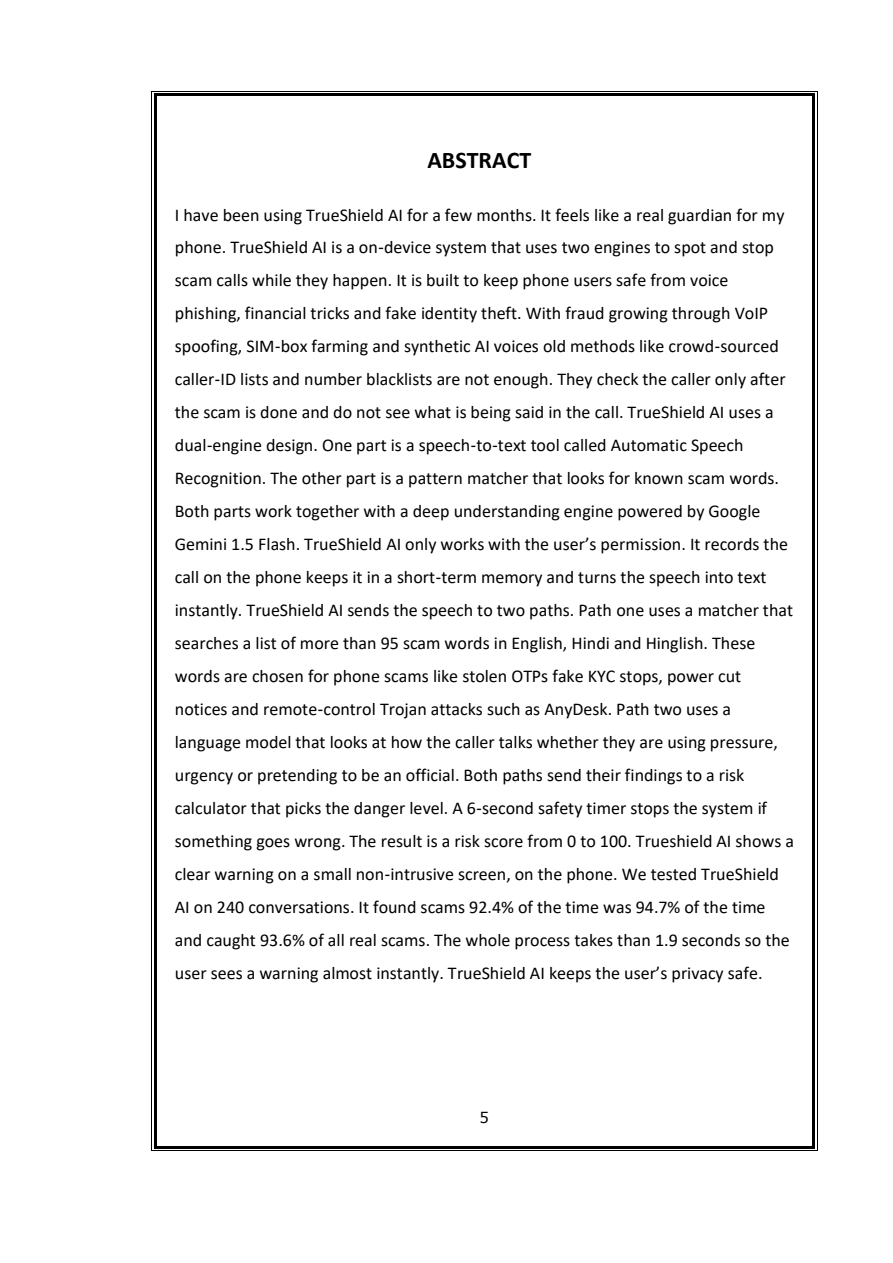 ABSTRACT
I have been using TrueShield AI for a few months. It feels like a real guardian for my
phone. TrueShield AI is a on-device system that uses two engines to spot and stop
scam calls while they happen. It is built to keep phone users safe from voice
phishing, financial tricks and fake identity theft. With fraud growing through VoIP
spoofing, SIM-box farming and synthetic AI voices old methods like crowd-sourced
caller-ID lists and number blacklists are not enough. They check the caller only after
the scam is done and do not see what is being said in the call. TrueShield AI uses a
dual-engine design. One part is a speech-to-text tool called Automatic Speech
Recognition. The other part is a pattern matcher that looks for known scam words.
Both parts work together with a deep understanding engine powered by Google
Gemini 1.5 Flash. TrueShield AI only works with the user’s permission. It records the
call on the phone keeps it in a short-term memory and turns the speech into text
instantly. TrueShield AI sends the speech to two paths. Path one uses a matcher that
searches a list of more than 95 scam words in English, Hindi and Hinglish. These
words are chosen for phone scams like stolen OTPs fake KYC stops, power cut
notices and remote-control Trojan attacks such as AnyDesk. Path two uses a
language model that looks at how the caller talks whether they are using pressure,
urgency or pretending to be an official. Both paths send their findings to a risk
calculator that picks the danger level. A 6-second safety timer stops the system if
something goes wrong. The result is a risk score from 0 to 100. Trueshield AI shows a
clear warning on a small non-intrusive screen, on the phone. We tested TrueShield
AI on 240 conversations. It found scams 92.4% of the time was 94.7% of the time
and caught 93.6% of all real scams. The whole process takes than 1.9 seconds so the
user sees a warning almost instantly. TrueShield AI keeps the user’s privacy safe.
5